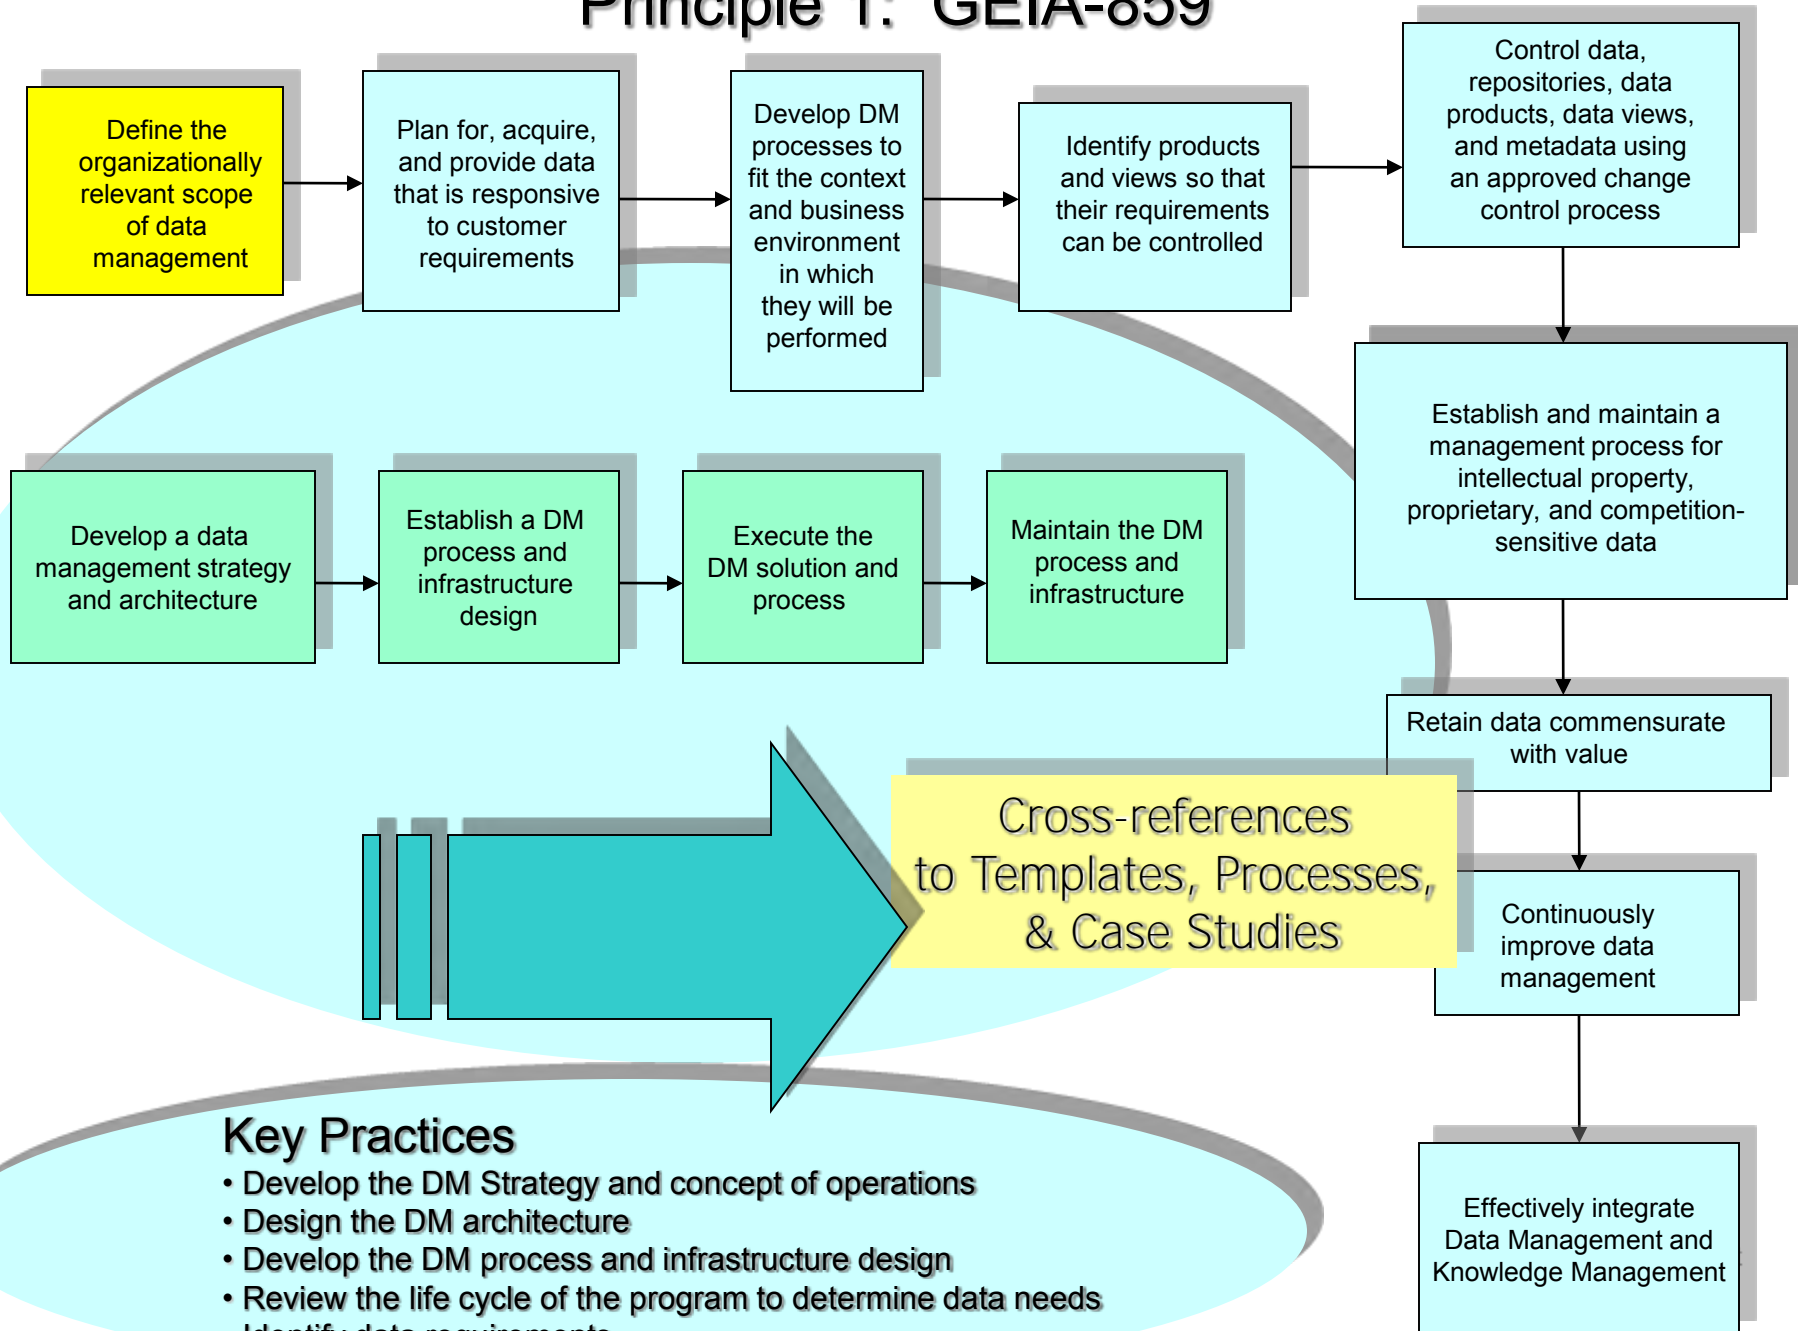 Principle 1: GEIA-859
Define the
organizationally
relevant scope
of data
management
Plan for, acquire,
and provide data
that is responsive
to customer
requirements
Develop DM
processes to
fit the context
and business
environment
in which
they will be
performed
Identify products
and views so that
their requirements
can be controlled
Control data,
repositories, data
products, data views,
and metadata using
an approved change
control process
Establish and maintain a
management process for
intellectual property,
proprietary, and competition-
sensitive data
Develop a data
management strategy
and architecture
Establish a DM
process and
infrastructure
design
Execute the
DM solution and
process
Maintain the DM
process and
infrastructure
Retain data commensurate
with value
Cross-references
to Templates, Processes,
& Case Studies
Continuously
improve data
management
Effectively integrate
Data Management and
Knowledge Management
Key Practices
• Develop the DM Strategy and concept of operations
• Design the DM architecture
• Develop the DM process and infrastructure design
• Review the life cycle of the program to determine data needs
Identify data requirements